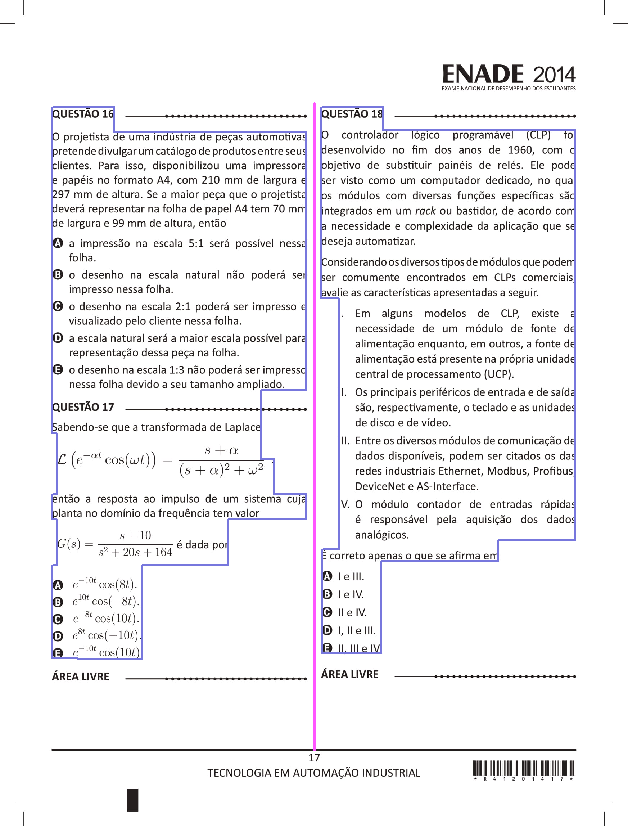 ENADE 2014
EXAME NACIONAL DE DESEMPENHO DOS ESTUDANTES
QUESTÃO 16
O projetista de uma indústria de peças automotivas
pretende divulgar um catálogo de produtos entre seus
clientes. Para isso, disponibilizou uma impressora
e papéis no formato A4, com 210 mm de largura e
297 mm de altura. Se a maior peça que o projetista
deverá representar na folha de papel A4 tem 70 mm
de largura e 99 mm de altura, então
A a impressão na escala 5:1 será possível nessa
folha.
B o desenho na escala natural não poderá ser
impresso nessa folha.
C o desenho na escala 2:1 poderá ser impresso e
visualizado pelo cliente nessa folha.
D a escala natural será a maior escala possível para
representação dessa peça na folha.
E o desenho na escala 1:3 não poderá ser impresso
nessa folha devido a seu tamanho ampliado.
QUESTÃO 17
Sabendo-se que a transformada de Laplace
ℒ (e^{−αt} cos(ωt)) = (s + α) / ((s + α)² + ω²) ,
então a resposta ao impulso de um sistema cuja
planta no domínio da frequência tem valor
G(s) = (s 10) / (s² + 20s + 164) é dada por
A e^{−10t} cos(8t).
B e^{10t} cos(−8t).
C e^{−8t} cos(10t).
D e^{8t} cos(−10t).
E e^{−10t} cos(10t)
ÁREA LIVRE
QUESTÃO 18
O controlador lógico programável (CLP) fo
desenvolvido no fim dos anos de 1960, com o
objetivo de substituir painéis de relés. Ele pode
ser visto como um computador dedicado, no qua
os módulos com diversas funções específicas são
integrados em um rack ou bastidor, de acordo com
a necessidade e complexidade da aplicação que se
deseja automatizar.
Considerando os diversos tipos de módulos que podem
ser comumente encontrados em CLPs comerciais,
avalie as características apresentadas a seguir.
I. Em alguns modelos de CLP, existe a
necessidade de um módulo de fonte de
alimentação enquanto, em outros, a fonte de
alimentação está presente na própria unidade
central de processamento (UCP).
I. Os principais periféricos de entrada e de saída
são, respectivamente, o teclado e as unidades
de disco e de vídeo.
II. Entre os diversos módulos de comunicação de
dados disponíveis, podem ser citados os das
redes industriais Ethernet, Modbus, Profibus,
DeviceNet e AS-Interface.
V. O módulo contador de entradas rápidas
é responsável pela aquisição dos dados
analógicos.
É correto apenas o que se afirma em
A I e III.
B I e IV.
C II e IV.
D I, II e III.
E II, III e IV
ÁREA LIVRE
17
TECNOLOGIA EM AUTOMAÇÃO INDUSTRIAL